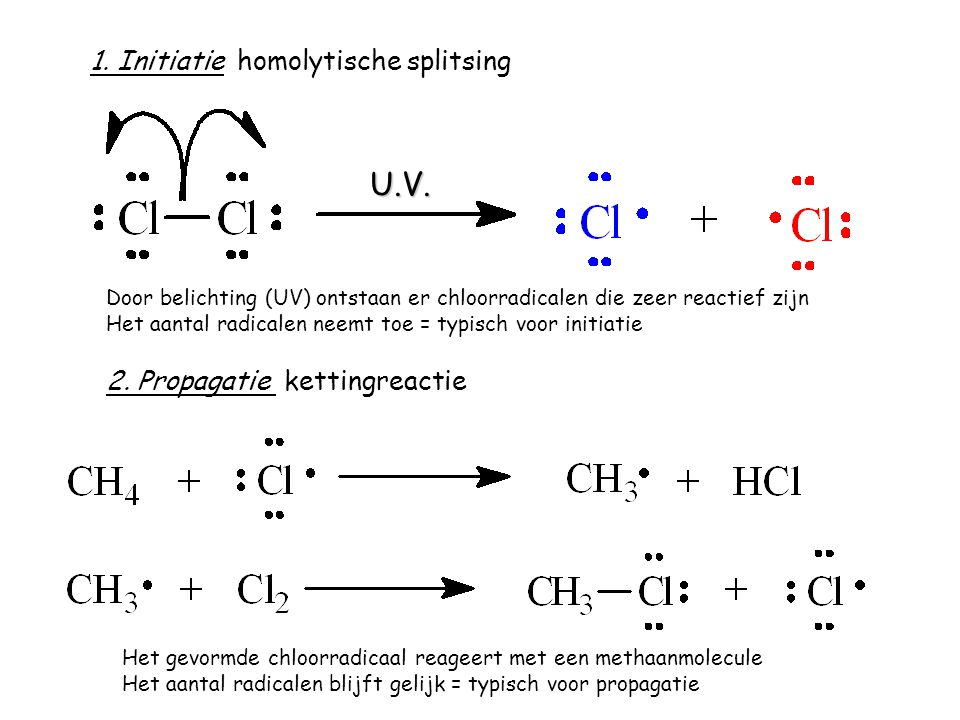 1. Initiatie homolytische splitsing
U.V.
Cl — Cl → Cl• + •Cl
Door belichting (UV) ontstaan er chloorradicalen die zeer reactief zijn
Het aantal radicalen neemt toe = typisch voor initiatie
2. Propagatie kettingreactie
CH₄ + Cl• → CH₃• + HCl
CH₃• + Cl₂ → CH₃—Cl + Cl•
Het gevormde chloorradicaal reageert met een methaanmolecule
Het aantal radicalen blijft gelijk = typisch voor propagatie